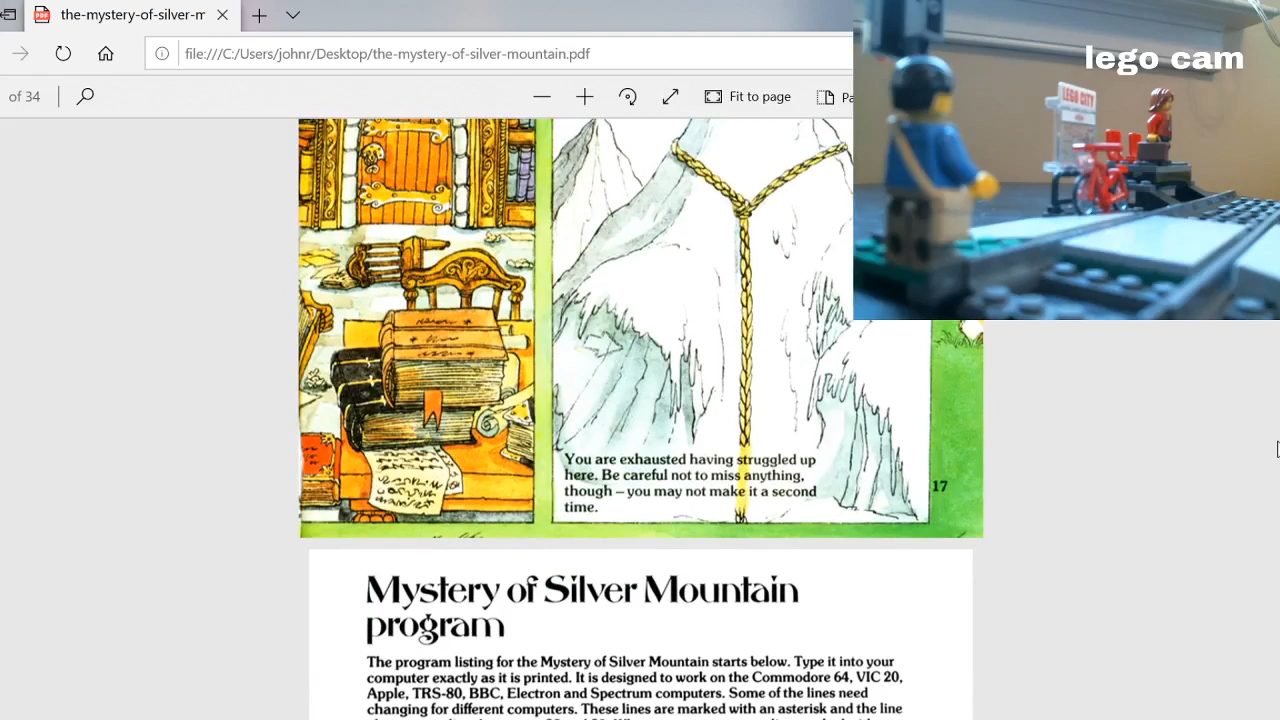 the-mystery-of-silver-m
file:///C:/Users/johnr/Desktop/the-mystery-of-silver-mountain.pdf
lego cam
LEGO CITY
of 34
Fit to page
You are exhausted having struggled up
here. Be careful not to miss anything,
though – you may not make it a second
time.
17
Mystery of Silver Mountain
program
The program listing for the Mystery of Silver Mountain starts below. Type it into your
computer exactly as it is printed. It is designed to work on the Commodore 64, VIC 20,
Apple, TRS-80, BBC, Electron and Spectrum computers. Some of the lines need
changing for different computers. These lines are marked with an asterisk and the line